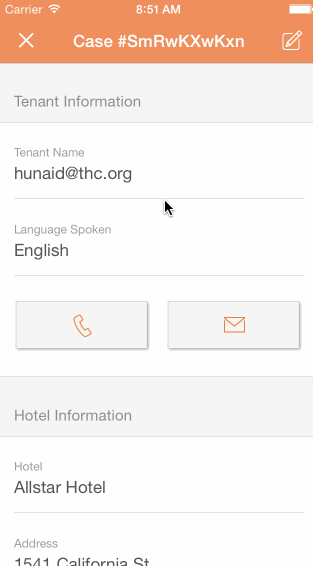 Carrier 8:51 AM
Case #SmRwKXwKxn
Tenant Information
Tenant Name
hunaid@thc.org
Language Spoken
English
Hotel Information
Hotel
Allstar Hotel
Address
1541 California St